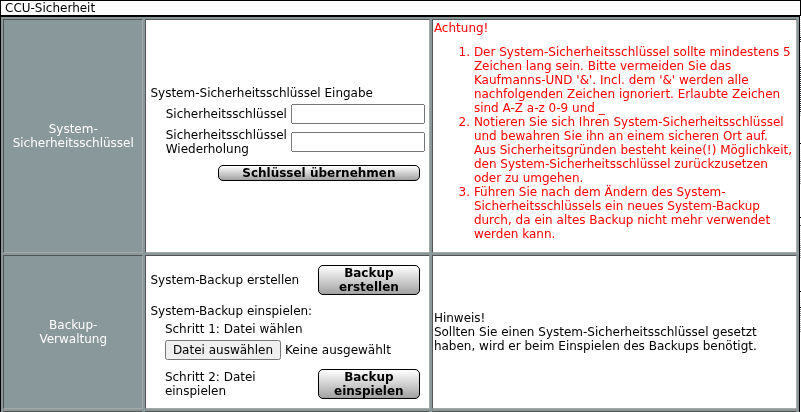 CCU-Sicherheit
System-
Sicherheitsschlüssel
System-Sicherheitsschlüssel Eingabe
Sicherheitsschlüssel
Sicherheitsschlüssel
Wiederholung
Schlüssel übernehmen
Achtung!
1. Der System-Sicherheitsschlüssel sollte mindestens 5
Zeichen lang sein. Bitte vermeiden Sie das
Kaufmanns-UND '&'. Incl. dem '&' werden alle
nachfolgenden Zeichen ignoriert. Erlaubte Zeichen
sind A-Z a-z 0-9 und _
2. Notieren Sie sich Ihren System-Sicherheitsschlüssel
und bewahren Sie ihn an einem sicheren Ort auf.
Aus Sicherheitsgründen besteht keine(!) Möglichkeit,
den System-Sicherheitsschlüssel zurückzusetzen
oder zu umgehen.
3. Führen Sie nach dem Ändern des System-
Sicherheitsschlüssels ein neues System-Backup
durch, da ein altes Backup nicht mehr verwendet
werden kann.
Backup-
Verwaltung
System-Backup erstellen
Backup
erstellen
System-Backup einspielen:
Schritt 1: Datei wählen
Datei auswählen Keine ausgewählt
Schritt 2: Datei
einspielen
Backup
einspielen
Hinweis!
Sollten Sie einen System-Sicherheitsschlüssel gesetzt
haben, wird er beim Einspielen des Backups benötigt.